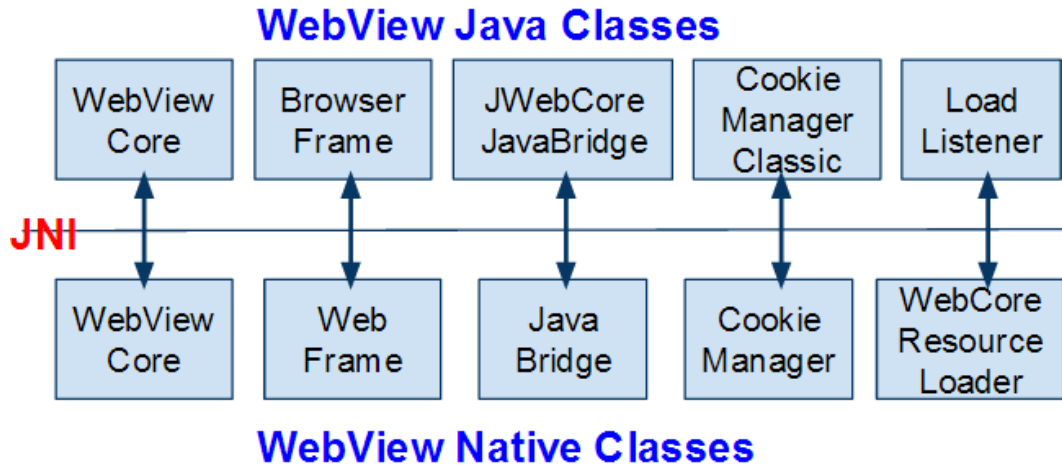 WebView Java Classes
WebView
Core
Browser
Frame
JWebCore
JavaBridge
Cookie
Manager
Classic
Load
Listener
JNI
WebView
Core
Web
Frame
Java
Bridge
Cookie
Manager
WebCore
Resource
Loader
WebView Native Classes